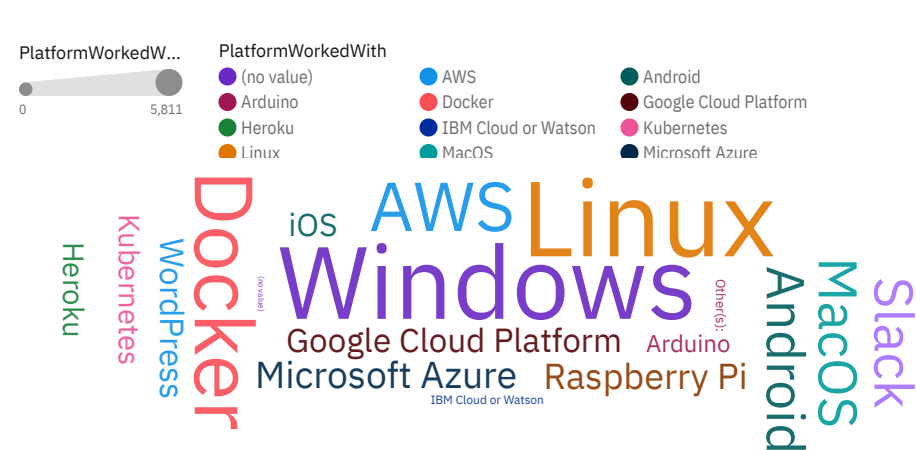 PlatformWorkedW...
0
5,811
PlatformWorkedWith
(no value)
AWS
Android
Arduino
Docker
Google Cloud Platform
Heroku
IBM Cloud or Watson
Kubernetes
Linux
MacOS
Microsoft Azure
Heroku
Kubernetes
WordPress
Docker
(no value)
iOS
AWS
Linux
Windows
Google Cloud Platform
Arduino
Other(s):
Microsoft Azure
Raspberry Pi
IBM Cloud or Watson
Android
MacOS
Slack